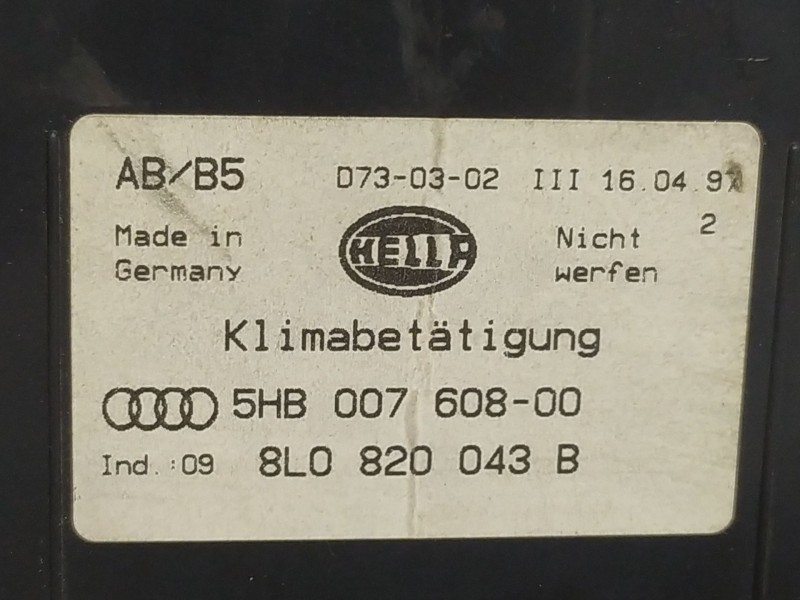 AB/B5 D73-03-02 III 16.04.97
Made in Germany
HELLA
Nicht werfen
2
Klimabetätigung
5HB 007 608-00
Ind.:09 8L0 820 043 B